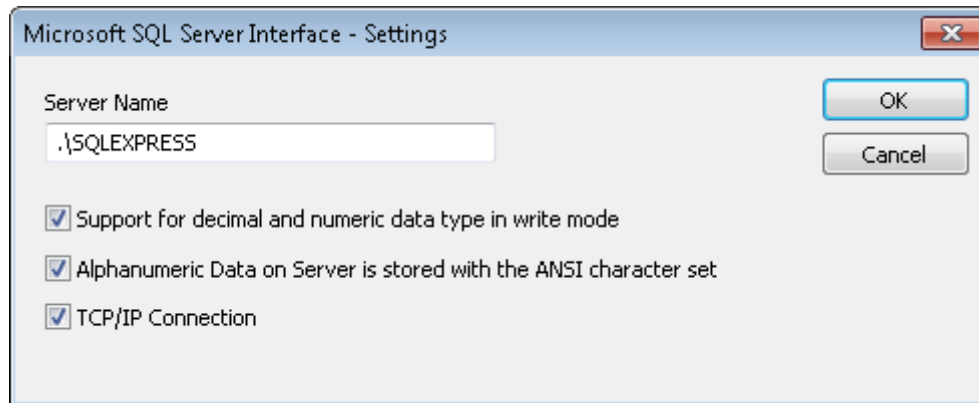 Microsoft SQL Server Interface - Settings
Server Name
OK
.\SQLEXPRESS
Cancel
Support for decimal and numeric data type in write mode
Alphanumeric Data on Server is stored with the ANSI character set
TCP/IP Connection